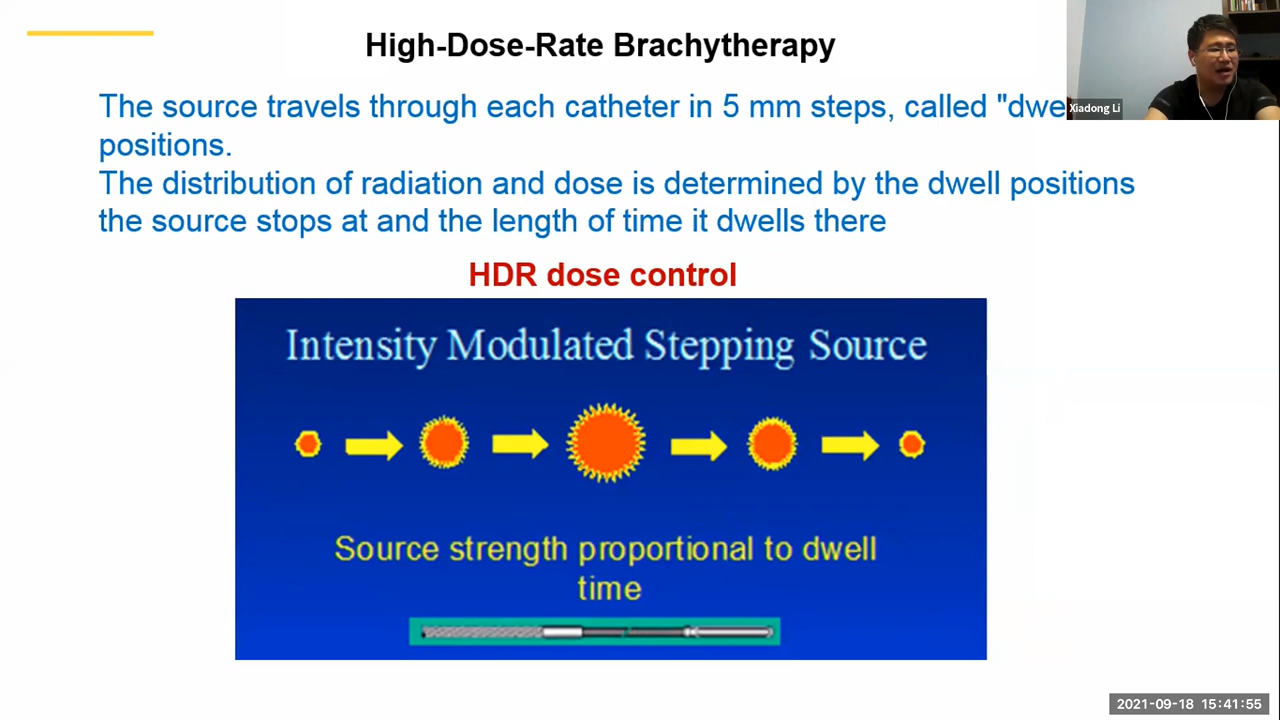 High-Dose-Rate Brachytherapy
The source travels through each catheter in 5 mm steps, called "dwe
positions.
The distribution of radiation and dose is determined by the dwell positions
the source stops at and the length of time it dwells there
HDR dose control
Intensity Modulated Stepping Source
Source strength proportional to dwell
time
Xiadong Li
2021-09-18 15:41:55